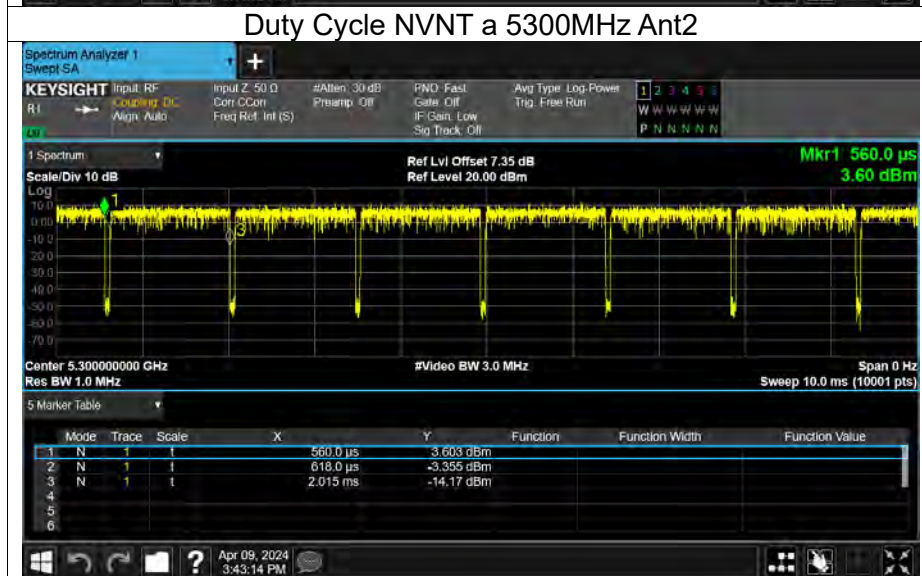 Duty Cycle NVNT a 5300MHz Ant2
Spectrum Analyzer 1
Swept SA
+
KEYSIGHT Input: RF Input Z: 50 Ω #Atten: 30 dB PNO: Fast Avg Type: Log-Power 1 2 3 4 5 6
Coupling: DC Corr CCorr Preamp: Off Gate: Off Trig: Free Run W W W W W W
Align: Auto Freq Ref: Int (S) IF Gain: Low
Sig Track: Off P N N N N N
1 Spectrum
Ref Lvl Offset 7.35 dB Mkr1 560.0 µs
Scale/Div 10 dB Ref Level 20.00 dBm 3.60 dBm
Log
1
10.0
0.00
3
-10.0
-20.0
-30.0
-40.0
-50.0
-60.0
-70.0
Center 5.300000000 GHz #Video BW 3.0 MHz Span 0 Hz
Res BW 1.0 MHz Sweep 10.0 ms (10001 pts)
5 Marker Table
Mode Trace Scale X Y Function Function Width Function Value
1 N 1 t 560.0 µs 3.603 dBm
2 N 1 t 618.0 µs -3.355 dBm
3 N 1 t 2.015 ms -14.17 dBm
4
5
6
? Apr 09, 2024
3:43:14 PM